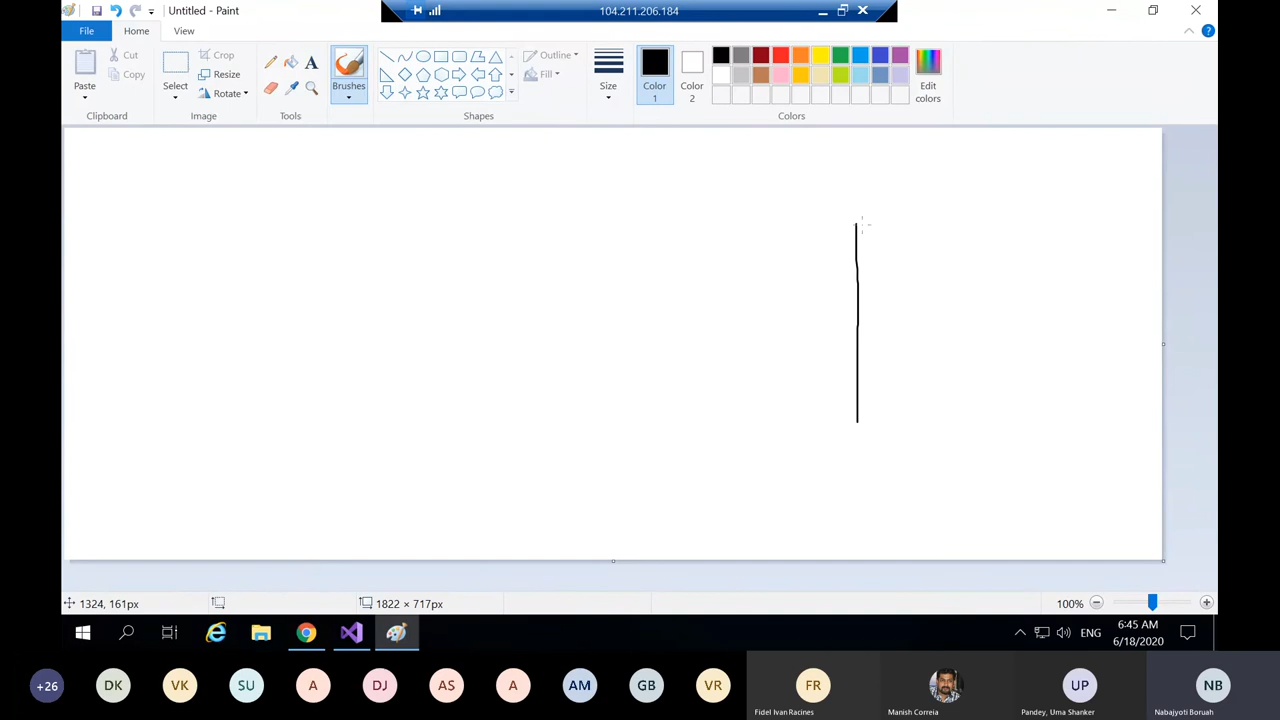 Untitled - Paint
104.211.206.184
File
Home
View
Paste
Cut
Copy
Clipboard
Select
Crop
Resize
Rotate
Image
Tools
Brushes
Shapes
Outline
Fill
Size
Color 1
Color 2
Colors
Edit colors
1324, 161px
1822 × 717px
100%
ENG
6:45 AM
6/18/2020
+26
DK
VK
SU
A
DJ
AS
A
AM
GB
VR
FR
Fidel Ivan Racines
Manish Correia
UP
Pandey, Uma Shanker
NB
Nabajyoti Boruah